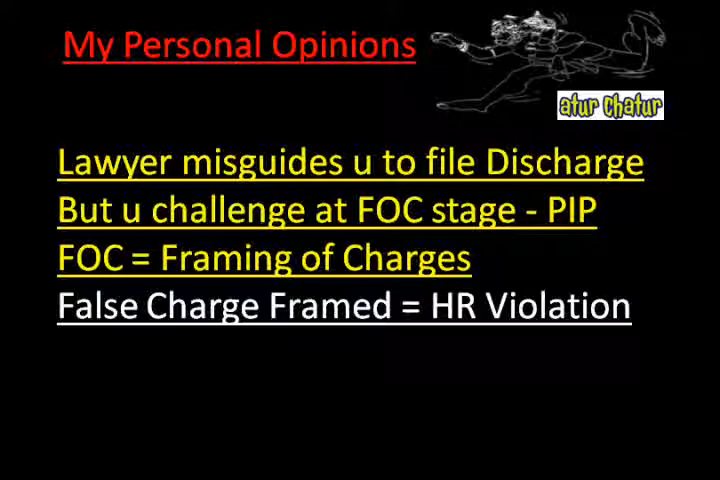 My Personal Opinions
atur chatur
Lawyer misguides u to file Discharge
But u challenge at FOC stage - PIP
FOC = Framing of Charges
False Charge Framed = HR Violation